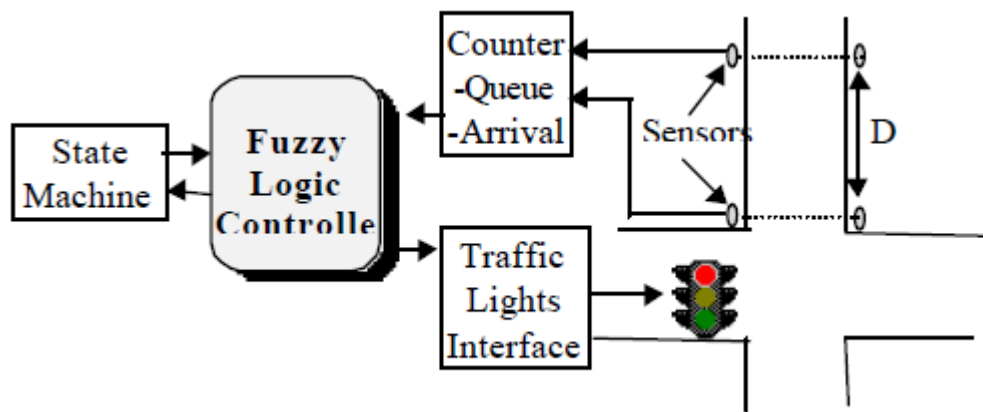 State
Machine
Fuzzy
Logic
Controlle
Counter
-Queue
-Arrival
Traffic
Lights
Interface
Sensors
D